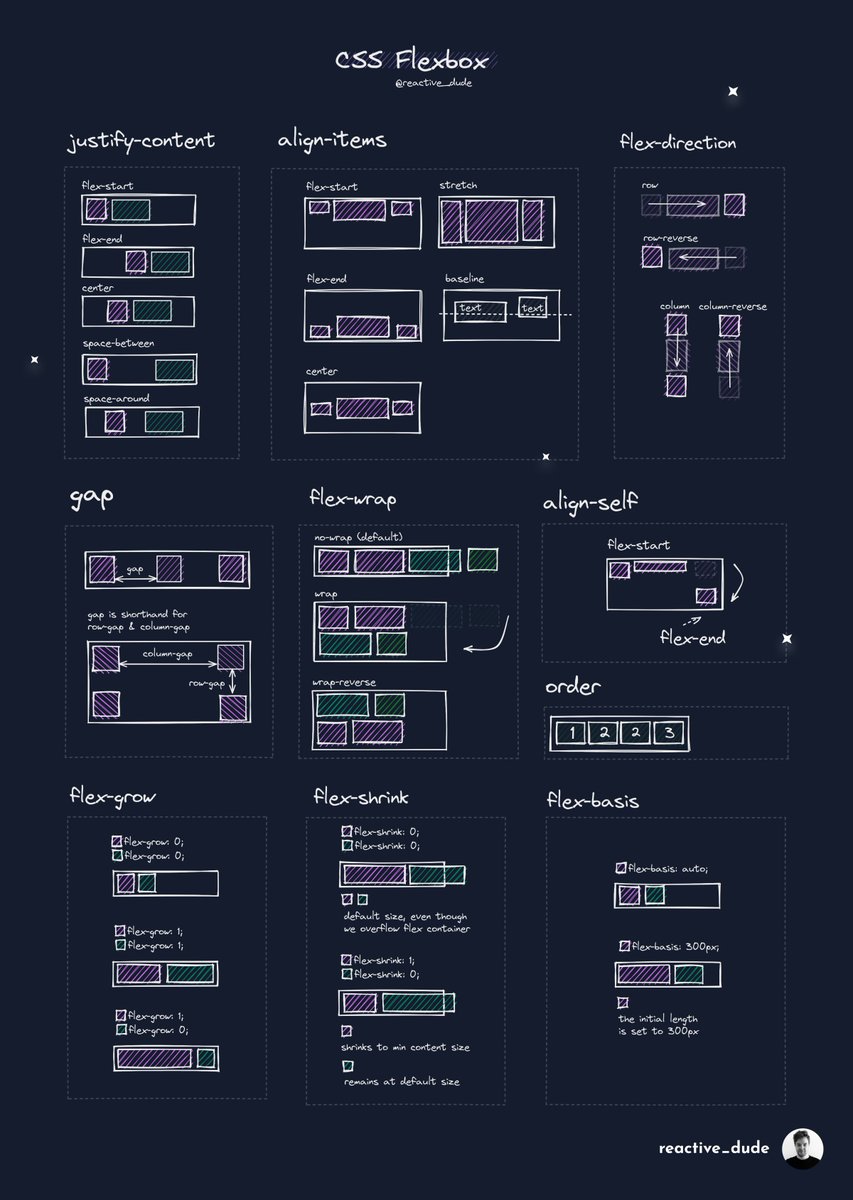 CSS Flexbox
@reactive_dude
justify-content
flex-start
flex-end
center
space-between
space-around
align-items
flex-start
stretch
flex-end
baseline
text
text
center
flex-direction
row
row-reverse
column
column-reverse
gap
gap
gap is shorthand for
row-gap & column-gap
column-gap
row-gap
flex-wrap
no-wrap (default)
wrap
wrap-reverse
align-self
flex-start
flex-end
order
1 2 2 3
flex-grow
flex-grow: 0;
flex-grow: 0;
flex-grow: 1;
flex-grow: 1;
flex-grow: 1;
flex-grow: 0;
flex-shrink
flex-shrink: 0;
flex-shrink: 0;
default size, even though
we overflow flex container
flex-shrink: 1;
flex-shrink: 0;
shrinks to min content size
remains at default size
flex-basis
flex-basis: auto;
flex-basis: 300px;
the initial length
is set to 300px
reactive_dude